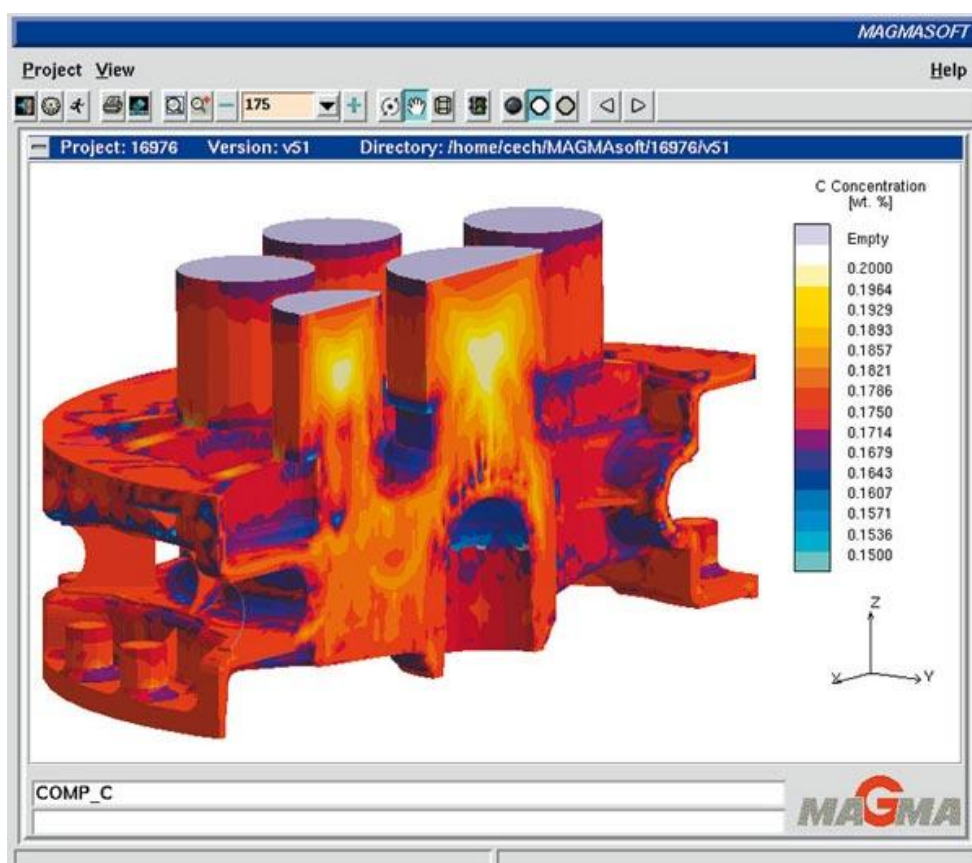 MAGMASOFT
Project View Help
175
Project: 16976 Version: v51 Directory: /home/cech/MAGMAsoft/16976/v51
C Concentration
[wt. %]
Empty
0.2000
0.1964
0.1929
0.1893
0.1857
0.1821
0.1786
0.1750
0.1714
0.1679
0.1643
0.1607
0.1571
0.1536
0.1500
Z
X Y
COMP_C
MAGMA